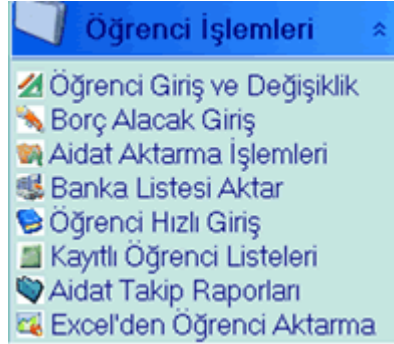 Öğrenci İşlemleri
Öğrenci Giriş ve Değişiklik
Borç Alacak Giriş
Aidat Aktarma İşlemleri
Banka Listesi Aktar
Öğrenci Hızlı Giriş
Kayıtlı Öğrenci Listeleri
Aidat Takip Raporları
Excel'den Öğrenci Aktarma